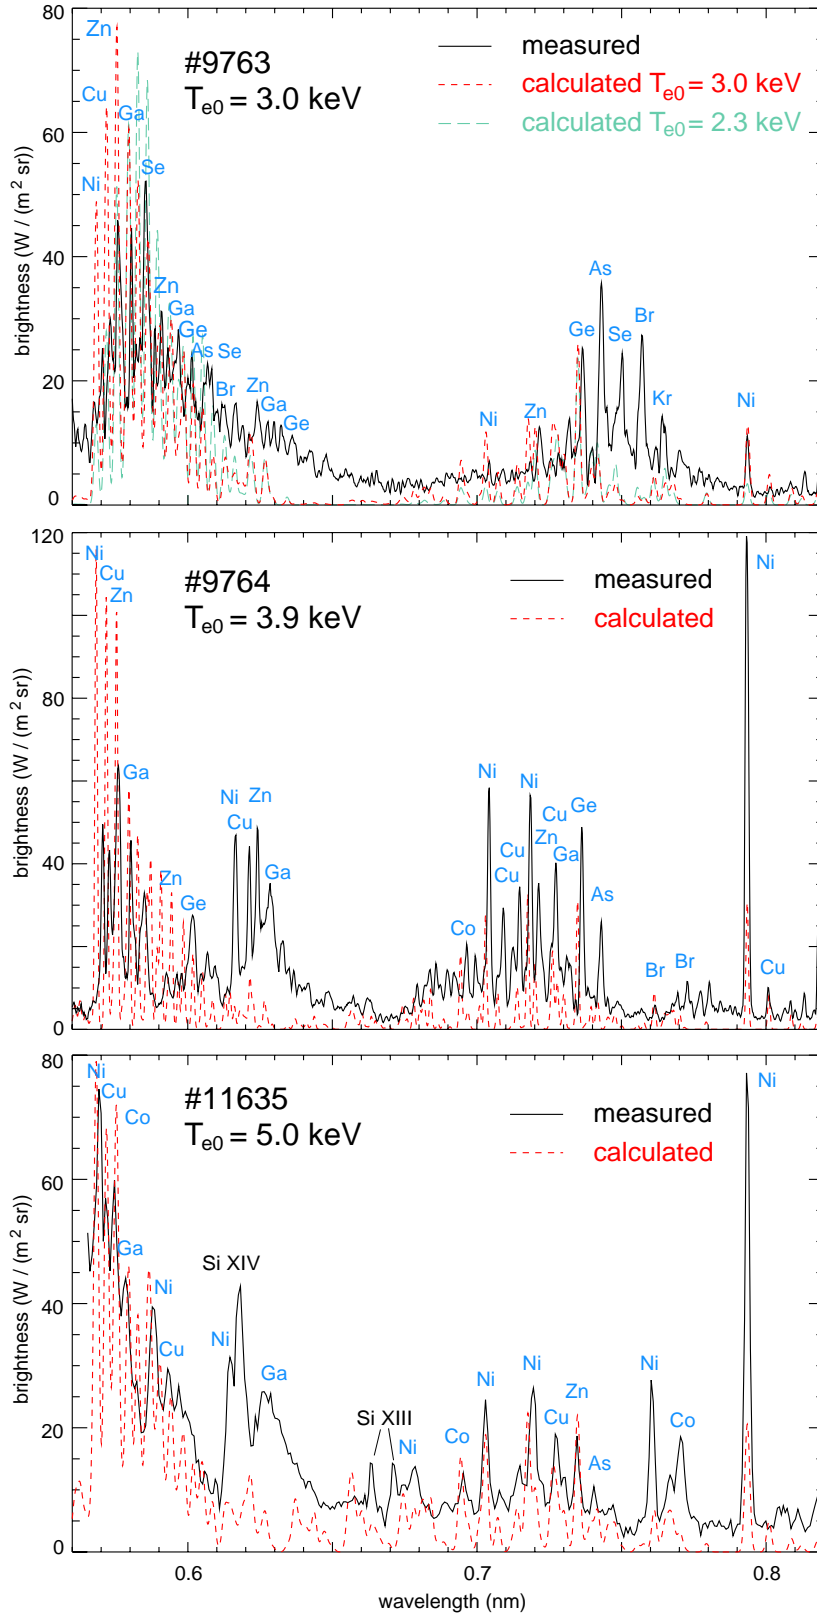 #9763
T_e0 = 3.0 keV
measured
calculated T_e0 = 3.0 keV
calculated T_e0 = 2.3 keV
brightness (W / (m² sr))
80
60
40
20
0
Zn
Cu
Ga
Se
Ni
Zn
Ga
Ge
As Se
Br
Zn
Ga
Ge
Ni
Zn
Ge
As
Se
Br
Kr
Ni
#9764
T_e0 = 3.9 keV
measured
calculated
brightness (W / (m² sr))
120
80
40
0
Ni
Cu
Zn
Ga
Zn
Ge
Ni
Cu
Zn
Ga
Co
Ni
Cu
Cu
Ni
Zn
Cu
Ga
Ge
As
Br
Br
Ni
Cu
#11635
T_e0 = 5.0 keV
measured
calculated
brightness (W / (m² sr))
80
60
40
20
0
Ni
Cu
Co
Ga
Ni
Cu
Si XIV
Ni
Ga
Si XIII
Ni
Co
Ni
Ni
Cu
Zn
As
Ni
Co
Ni
0.6
0.7
0.8
wavelength (nm)